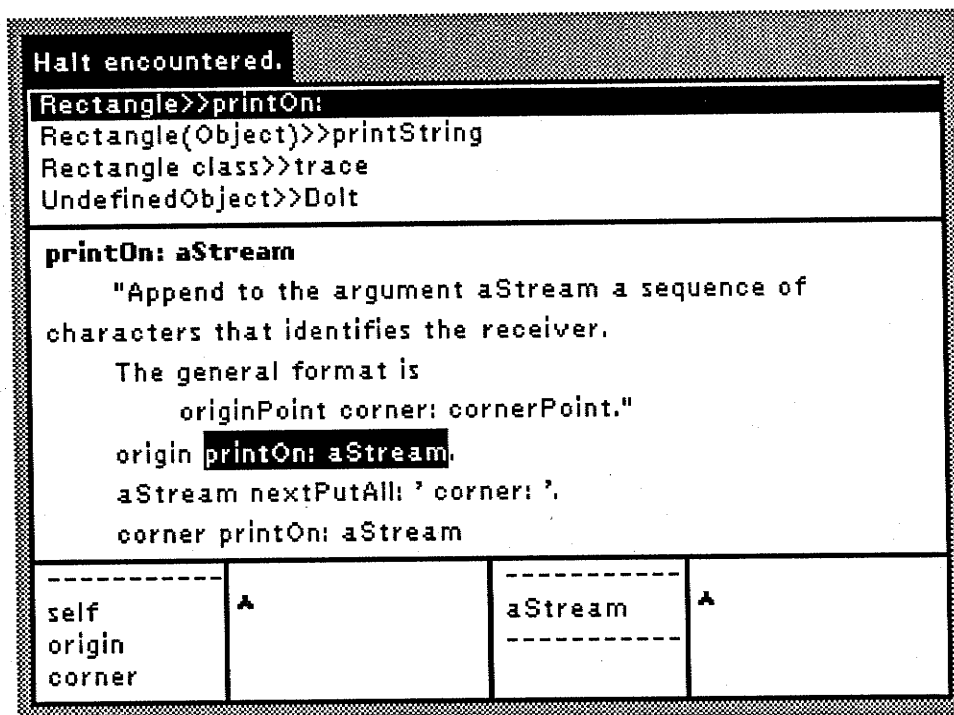 Halt encountered.
Rectangle>>printOn:
Rectangle(Object)>>printString
Rectangle class>>trace
UndefinedObject>>DoIt
printOn: aStream
"Append to the argument aStream a sequence of
characters that identifies the receiver.
The general format is
originPoint corner: cornerPoint."
origin printOn: aStream.
aStream nextPutAll: ' corner: '.
corner printOn: aStream
-----------
self
origin
corner
-----------
aStream
-----------